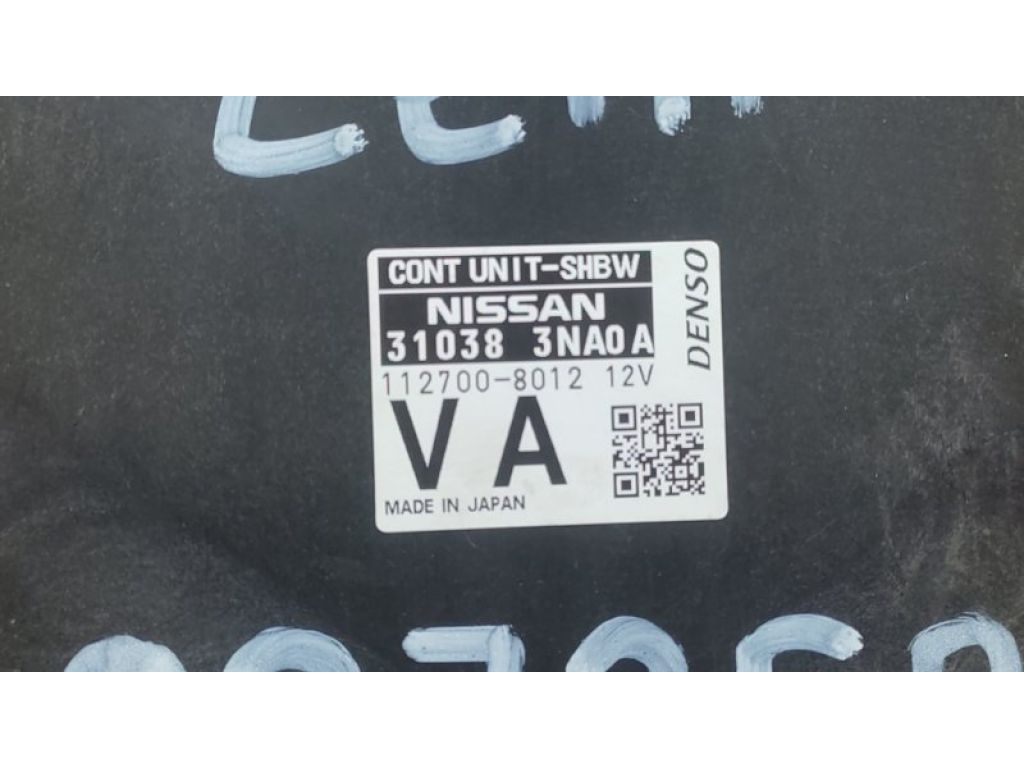 CONT UNIT-SHBW
NISSAN
31038 3NA0A
112700-8012 12V
VA
MADE IN JAPAN
DENSO